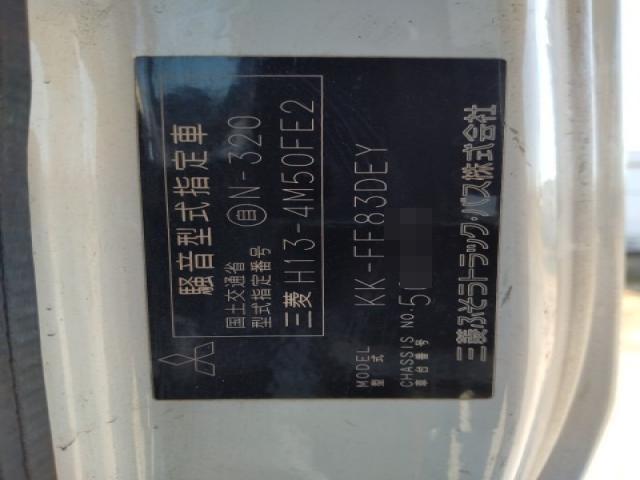 騒音型式指定車
国土交通省
型式指定番号
自N-320
三菱 H13-4M50FE2
MODEL
型式
KK-FF83DEY
CHASSIS NO.
車台番号
5
三菱ふそうトラック・バス株式会社